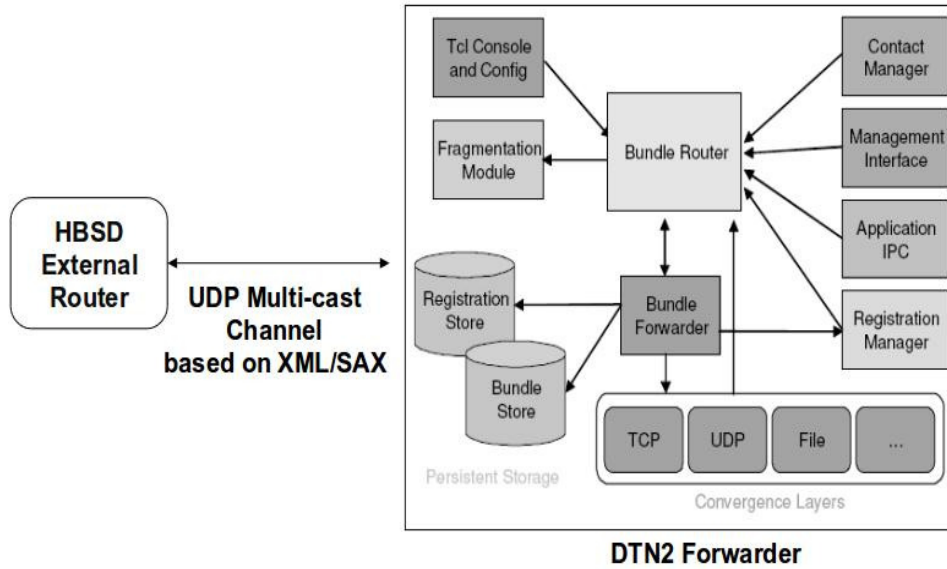 HBSD
External
Router
UDP Multi-cast
Channel
based on XML/SAX
Tcl Console
and Config
Fragmentation
Module
Bundle Router
Contact
Manager
Management
Interface
Application
IPC
Registration
Manager
Registration
Store
Bundle
Store
Bundle
Forwarder
TCP
UDP
File
...
Persistent Storage
Convergence Layers
DTN2 Forwarder